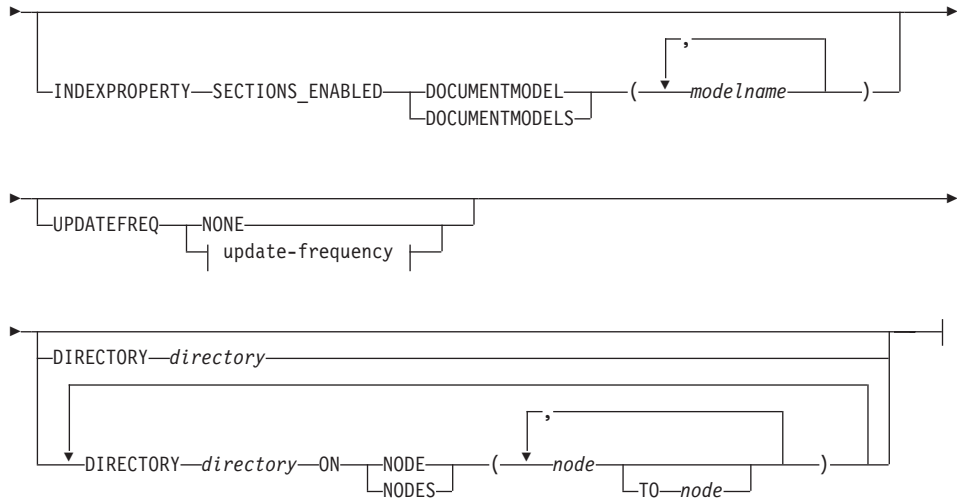 ,
INDEXPROPERTY SECTIONS_ENABLED DOCUMENTMODEL ( modelname )
DOCUMENTMODELS
UPDATEFREQ NONE
update-frequency
DIRECTORY directory
,
DIRECTORY directory ON NODE ( node )
NODES TO node